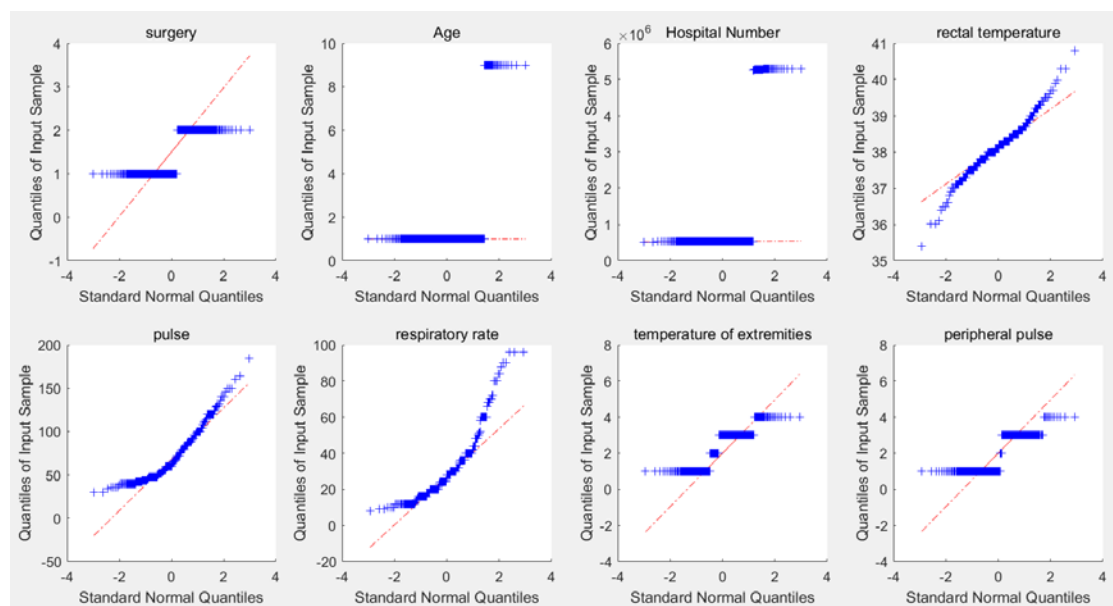 surgery
4
3
2
1
0
-1
-4 -2 0 2 4
Quantiles of Input Sample
Standard Normal Quantiles
Age
10
8
6
4
2
0
-4 -2 0 2 4
Quantiles of Input Sample
Standard Normal Quantiles
×10⁶
Hospital Number
6
5
4
3
2
1
0
-4 -2 0 2 4
Quantiles of Input Sample
Standard Normal Quantiles
rectal temperature
41
40
39
38
37
36
35
-4 -2 0 2 4
Quantiles of Input Sample
Standard Normal Quantiles
pulse
200
150
100
50
0
-50
-4 -2 0 2 4
Quantiles of Input Sample
Standard Normal Quantiles
respiratory rate
100
80
60
40
20
0
-20
-4 -2 0 2 4
Quantiles of Input Sample
Standard Normal Quantiles
temperature of extremities
8
6
4
2
0
-2
-4
-4 -2 0 2 4
Quantiles of Input Sample
Standard Normal Quantiles
peripheral pulse
8
6
4
2
0
-2
-4
-4 -2 0 2 4
Quantiles of Input Sample
Standard Normal Quantiles